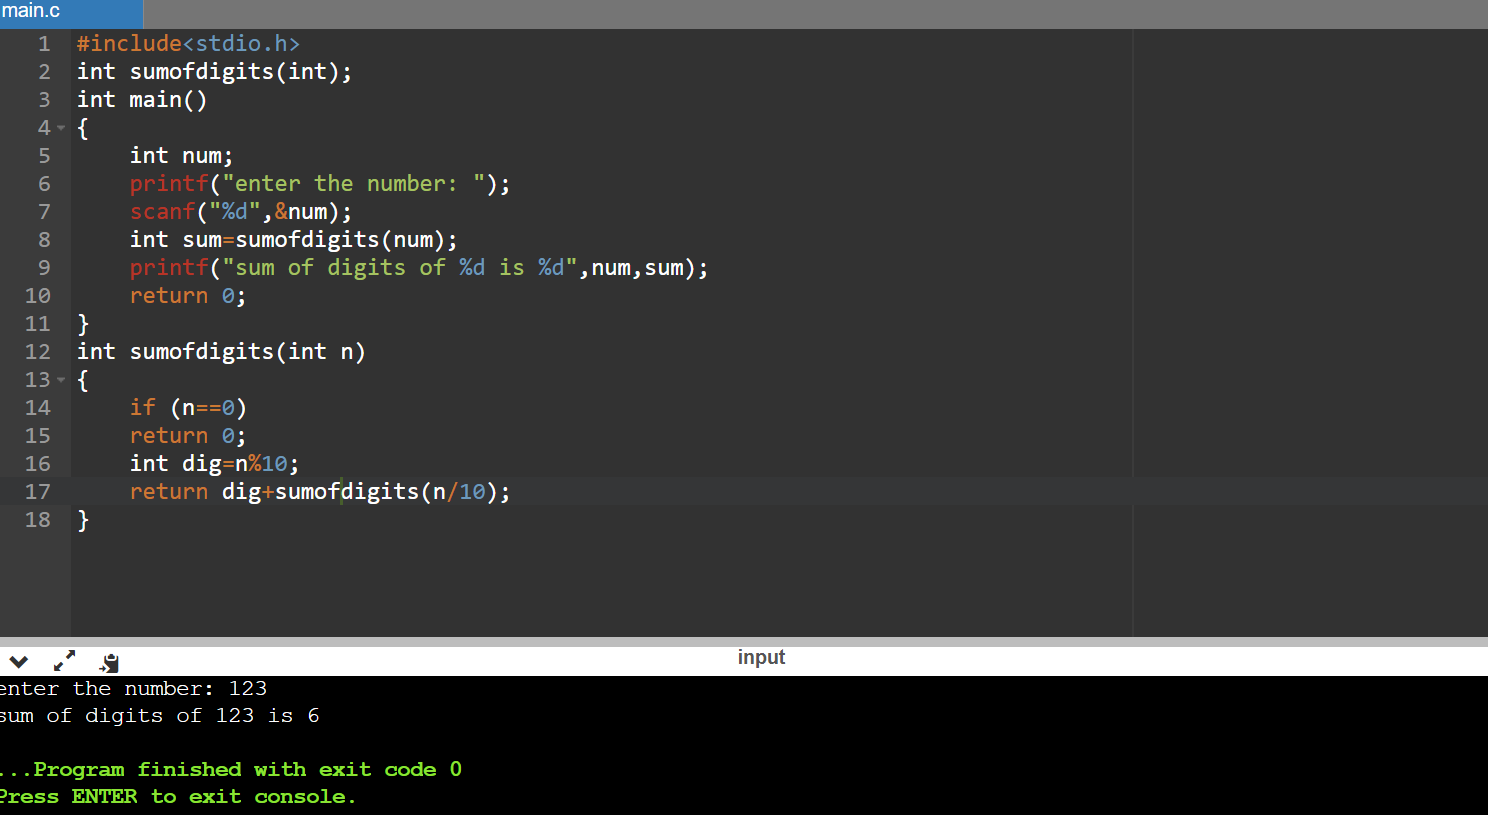 main.c
1 #include<stdio.h>
2 int sumofdigits(int);
3 int main()
4 {
5     int num;
6     printf("enter the number: ");
7     scanf("%d",&num);
8     int sum=sumofdigits(num);
9     printf("sum of digits of %d is %d",num,sum);
10     return 0;
11 }
12 int sumofdigits(int n)
13 {
14     if (n==0)
15     return 0;
16     int dig=n%10;
17     return dig+sumofdigits(n/10);
18 }
input
enter the number: 123
sum of digits of 123 is 6
...Program finished with exit code 0
Press ENTER to exit console.